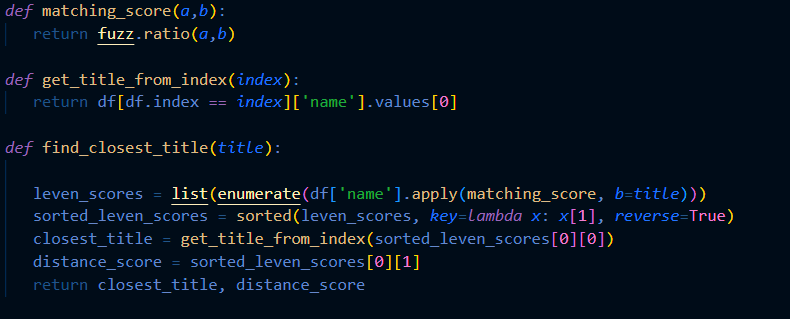 def matching_score(a,b):
    return fuzz.ratio(a,b)
def get_title_from_index(index):
    return df[df.index == index]['name'].values[0]
def find_closest_title(title):
    leven_scores = list(enumerate(df['name'].apply(matching_score, b=title)))
    sorted_leven_scores = sorted(leven_scores, key=lambda x: x[1], reverse=True)
    closest_title = get_title_from_index(sorted_leven_scores[0][0])
    distance_score = sorted_leven_scores[0][1]
    return closest_title, distance_score